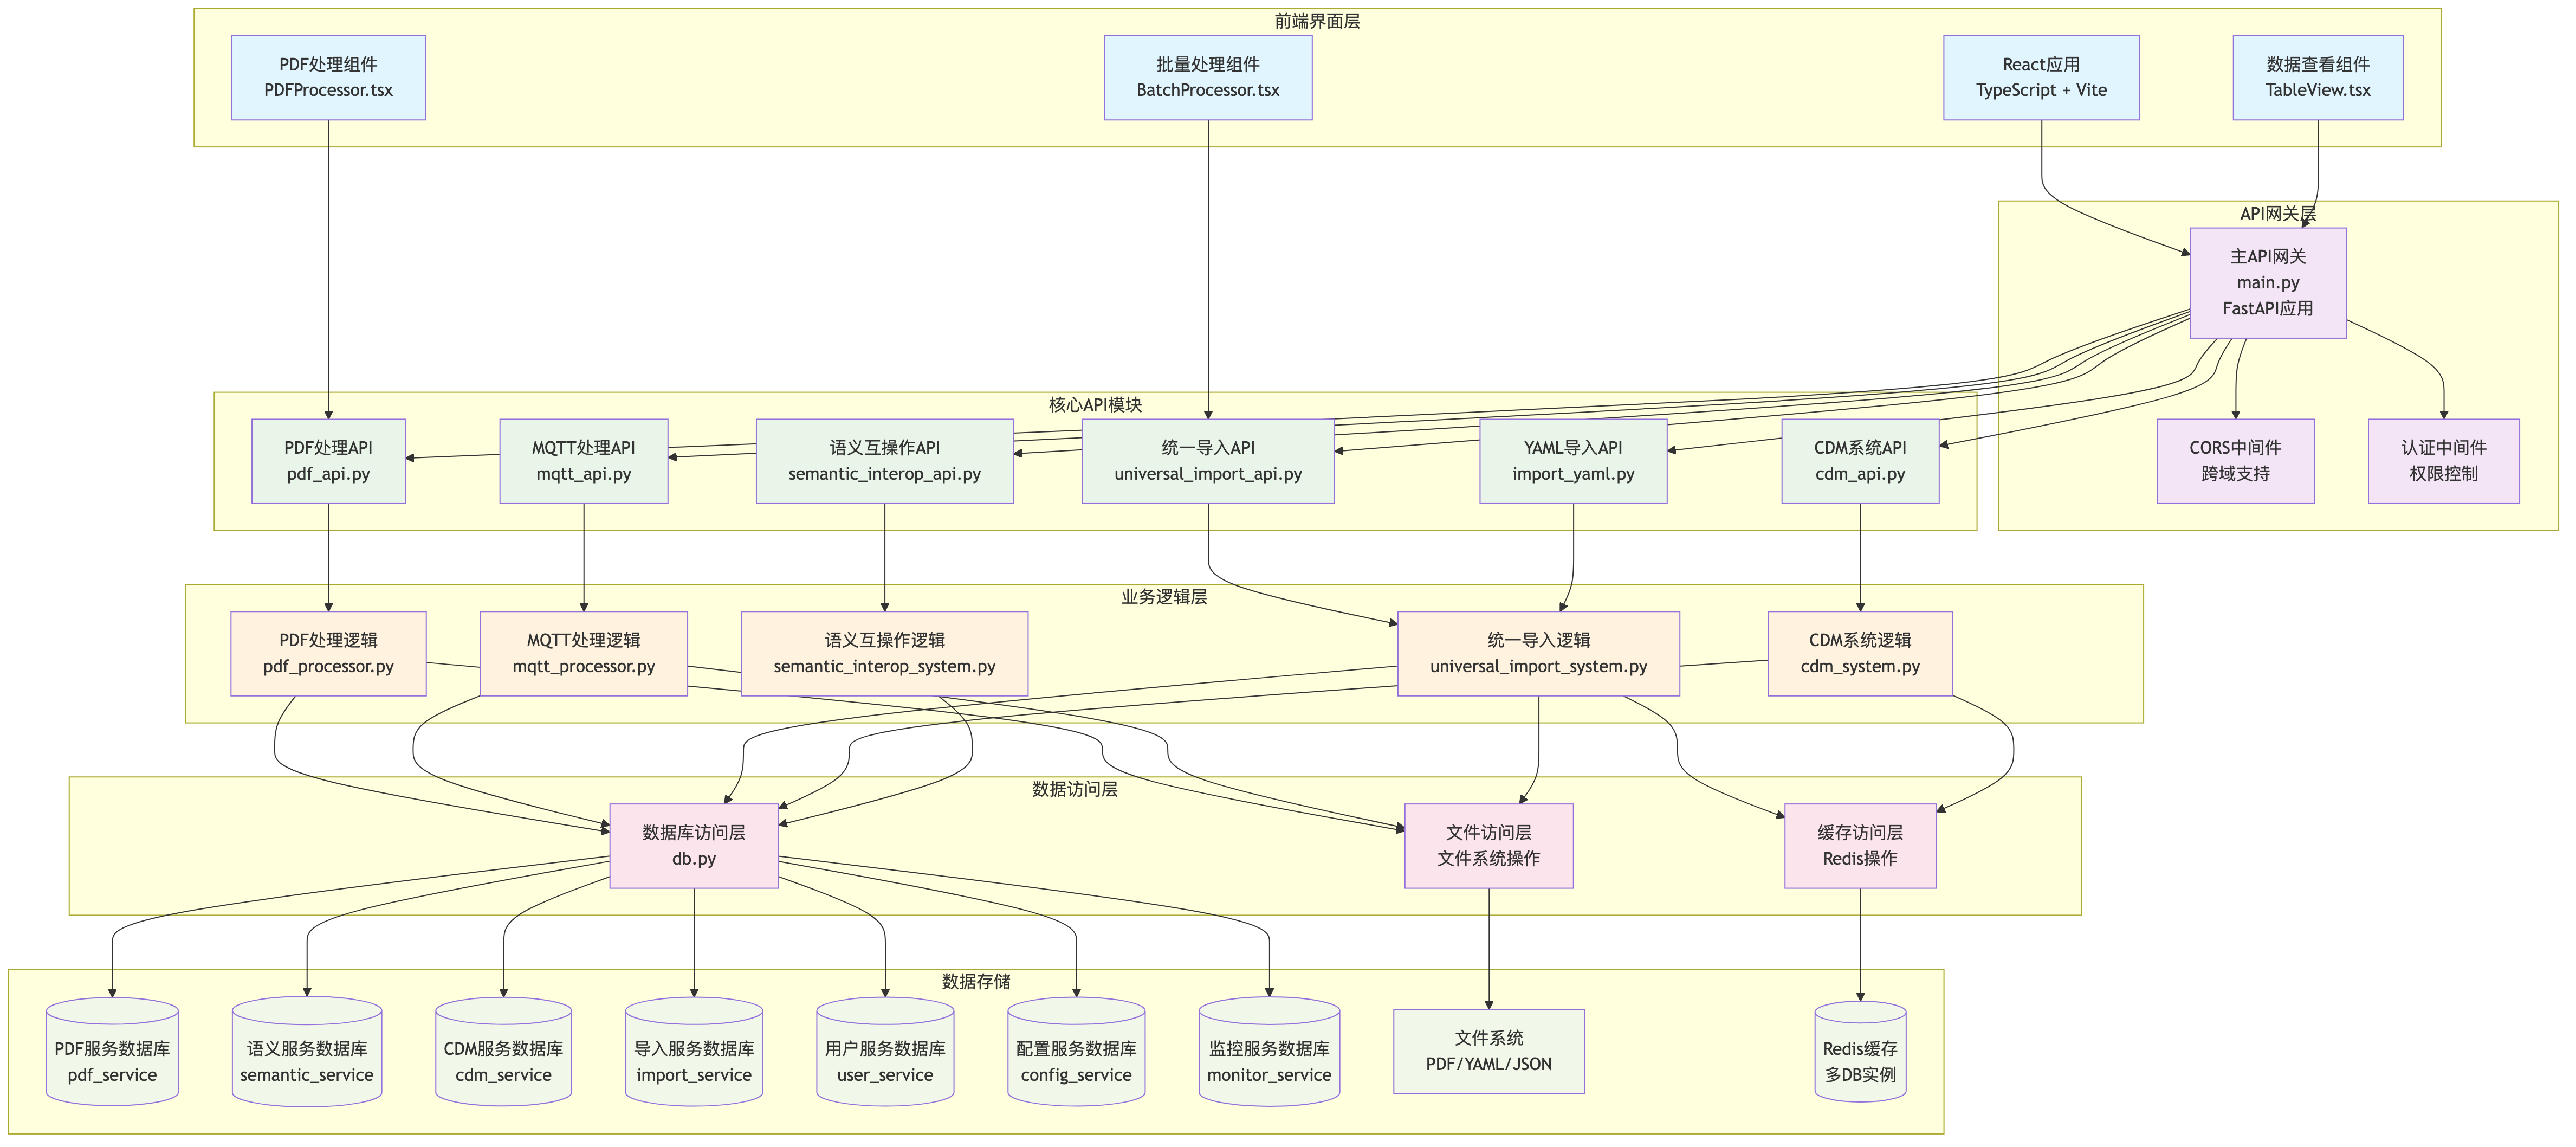 前端界面层
PDF处理组件
PDFProcessor.tsx
批量处理组件
BatchProcessor.tsx
React应用
TypeScript + Vite
数据查看组件
TableView.tsx
API网关层
主API网关
main.py
FastAPI应用
核心API模块
PDF处理API
pdf_api.py
MQTT处理API
mqtt_api.py
语义互操作API
semantic_interop_api.py
统一导入API
universal_import_api.py
YAML导入API
import_yaml.py
CDM系统API
cdm_api.py
CORS中间件
跨域支持
认证中间件
权限控制
业务逻辑层
PDF处理逻辑
pdf_processor.py
MQTT处理逻辑
mqtt_processor.py
语义互操作逻辑
semantic_interop_system.py
统一导入逻辑
universal_import_system.py
CDM系统逻辑
cdm_system.py
数据访问层
数据库访问层
db.py
文件访问层
文件系统操作
缓存访问层
Redis操作
数据存储
PDF服务数据库
pdf_service
语义服务数据库
semantic_service
CDM服务数据库
cdm_service
导入服务数据库
import_service
用户服务数据库
user_service
配置服务数据库
config_service
监控服务数据库
monitor_service
文件系统
PDF/YAML/JSON
Redis缓存
多DB实例